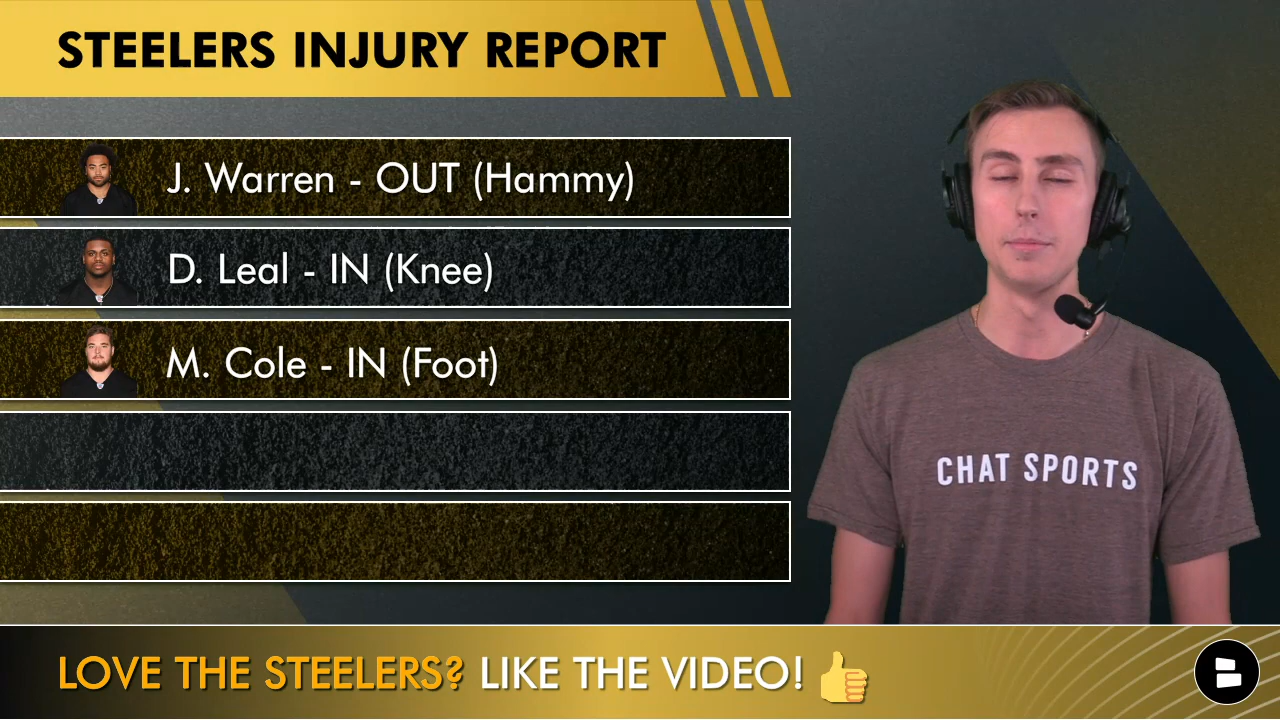 STEELERS INJURY REPORT
J. Warren - OUT (Hammy)
D. Leal - IN (Knee)
M. Cole - IN (Foot)
CHAT SPORTS
LOVE THE STEELERS? LIKE THE VIDEO!